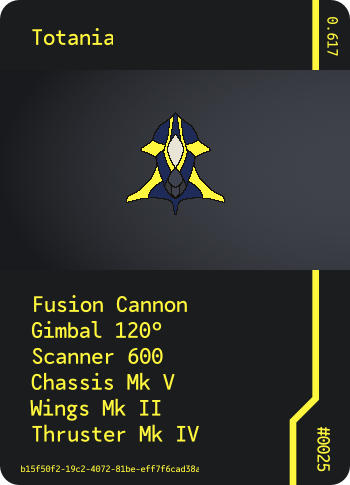 Totania
0.617
Fusion Cannon
Gimbal 120°
Scanner 600
Chassis Mk V
Wings Mk II
Thruster Mk IV
#0025
b15f50f2-19c2-4072-81be-eff7f6cad38a